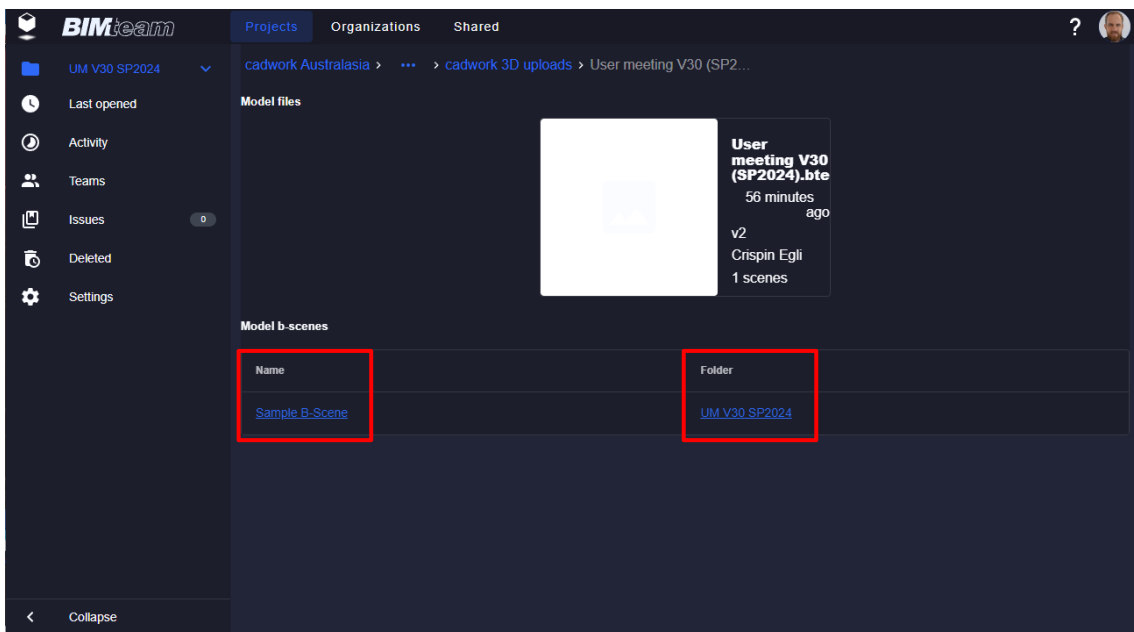 BIMteam
Projects Organizations Shared ?
UM V30 SP2024
cadwork Australasia > ... > cadwork 3D uploads > User meeting V30 (SP2...
Last opened
Activity
Teams
Issues 0
Deleted
Settings
Model files
User
meeting V30
(SP2024).bte
56 minutes
ago
v2
Crispin Egli
1 scenes
Model b-scenes
Name Folder
Sample B-Scene UM V30 SP2024
Collapse